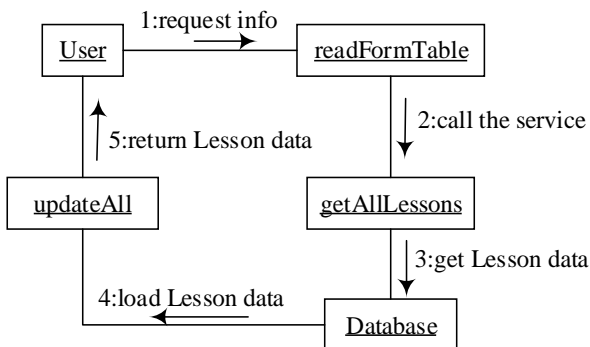 1:request info
User
readFormTable
2:call the service
5:return Lesson data
updateAll
getAllLessons
3:get Lesson data
4:load Lesson data
Database